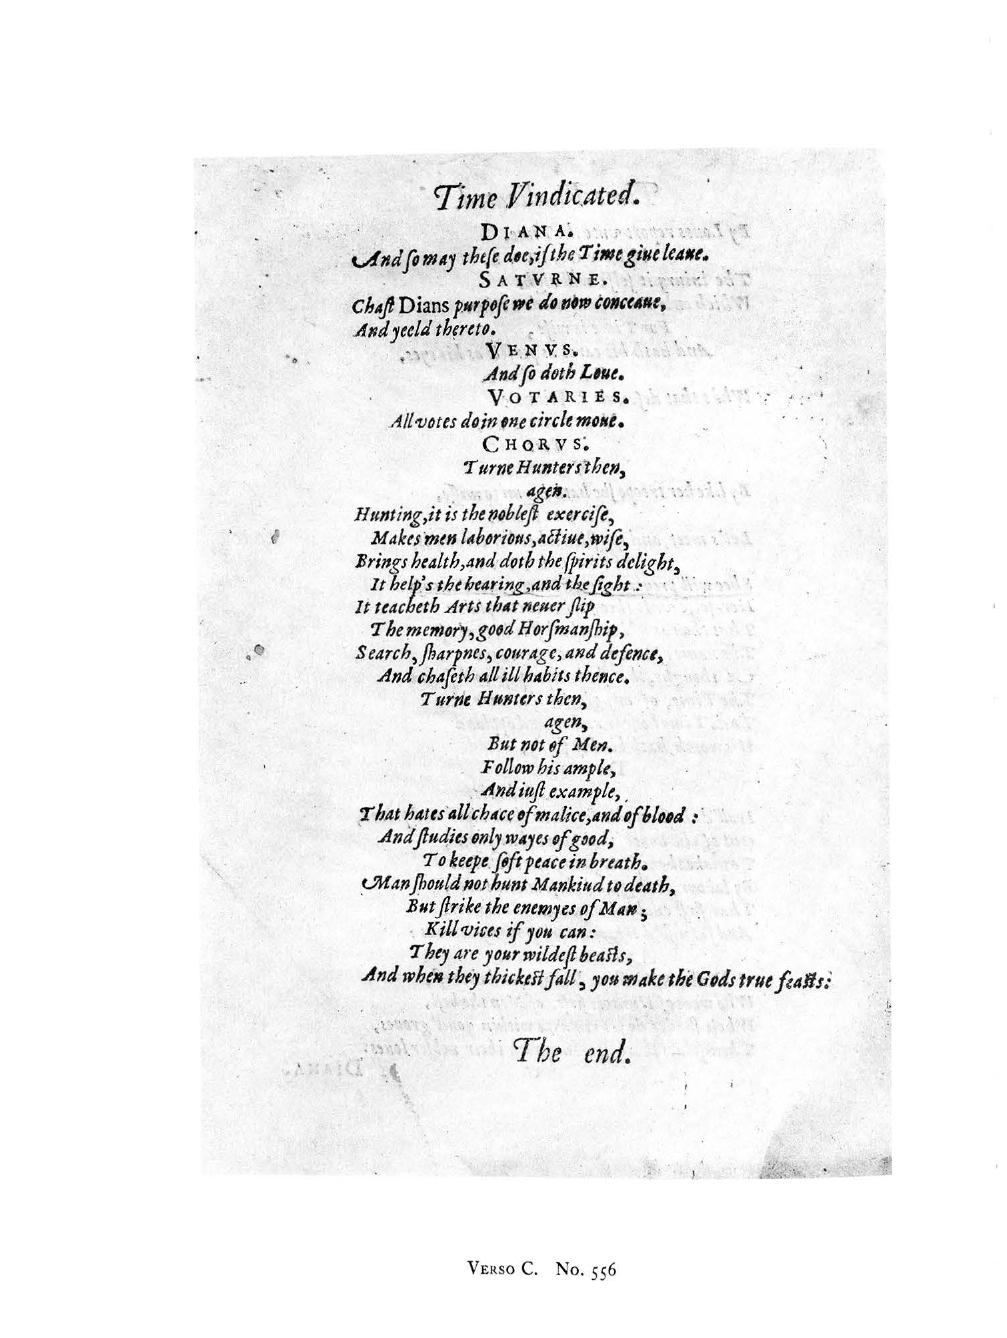 Time Vindicated.
DIANA.
And ſo may theſe doe, if the Time giue leaue.
SATVRNE.
Chaſt Dians purpoſe we do now conceaue,
And yeeld thereto.
VENVS.
And ſo doth Loue.
VOTARIES.
All votes do in one circle moue.
CHORVS.
Turne Hunters then,
agen.
Hunting, it is the nobleſt exerciſe,
Makes men laborious, actiue, wiſe,
Brings health, and doth the ſpirits delight,
It help's the hearing, and the ſight:
It teacheth Arts that neuer ſlip
The memory, good Horſmanſhip,
Search, ſharpnes, courage, and defence,
And chaſeth all ill habits thence.
Turne Hunters then,
agen,
But not of Men.
Follow his ample,
And iuſt example,
That hates all chace of malice, and of blood:
And ſtudies only wayes of good,
To keepe ſoft peace in breath.
Man ſhould not hunt Mankiud to death,
But ſtrike the enemyes of Man;
Kill vices if you can:
They are your wildeſt beaſts,
And when they thickeſt fall, you make the Gods true feaſts:
The end.
VERSO C. No. 556